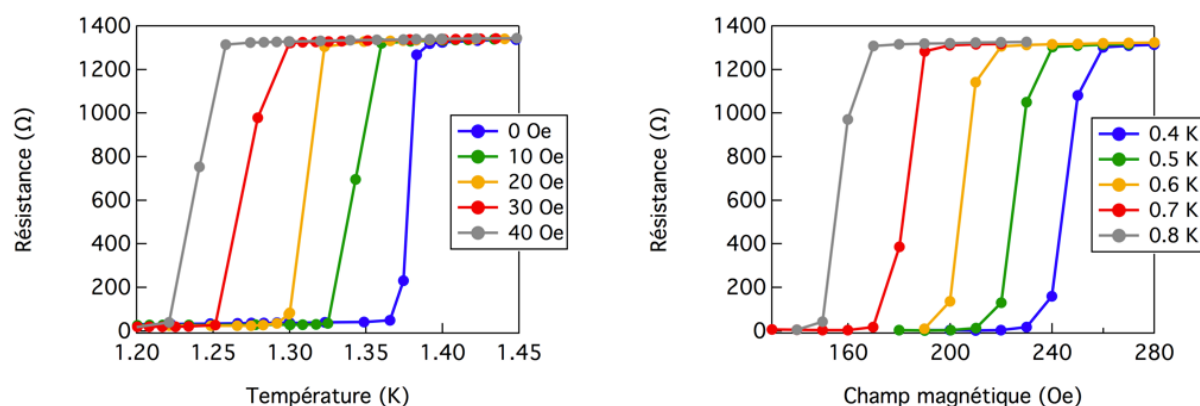 1400
1200
1000
800
600
400
200
0
Résistance (Ω)
1.20 1.25 1.30 1.35 1.40 1.45
Température (K)
0 Oe
10 Oe
20 Oe
30 Oe
40 Oe
1400
1200
1000
800
600
400
200
0
Résistance (Ω)
160 200 240 280
Champ magnétique (Oe)
0.4 K
0.5 K
0.6 K
0.7 K
0.8 K